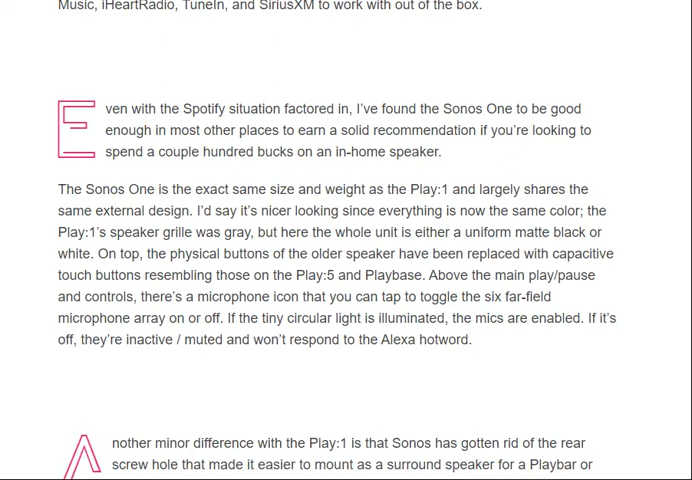 Music, iHeartRadio, TuneIn, and SiriusXM to work with out of the box.
Even with the Spotify situation factored in, I’ve found the Sonos One to be good
enough in most other places to earn a solid recommendation if you’re looking to
spend a couple hundred bucks on an in-home speaker.
The Sonos One is the exact same size and weight as the Play:1 and largely shares the
same external design. I’d say it’s nicer looking since everything is now the same color; the
Play:1’s speaker grille was gray, but here the whole unit is either a uniform matte black or
white. On top, the physical buttons of the older speaker have been replaced with capacitive
touch buttons resembling those on the Play:5 and Playbase. Above the main play/pause
and controls, there’s a microphone icon that you can tap to toggle the six far-field
microphone array on or off. If the tiny circular light is illuminated, the mics are enabled. If it’s
off, they’re inactive / muted and won’t respond to the Alexa hotword.
Another minor difference with the Play:1 is that Sonos has gotten rid of the rear
screw hole that made it easier to mount as a surround speaker for a Playbar or